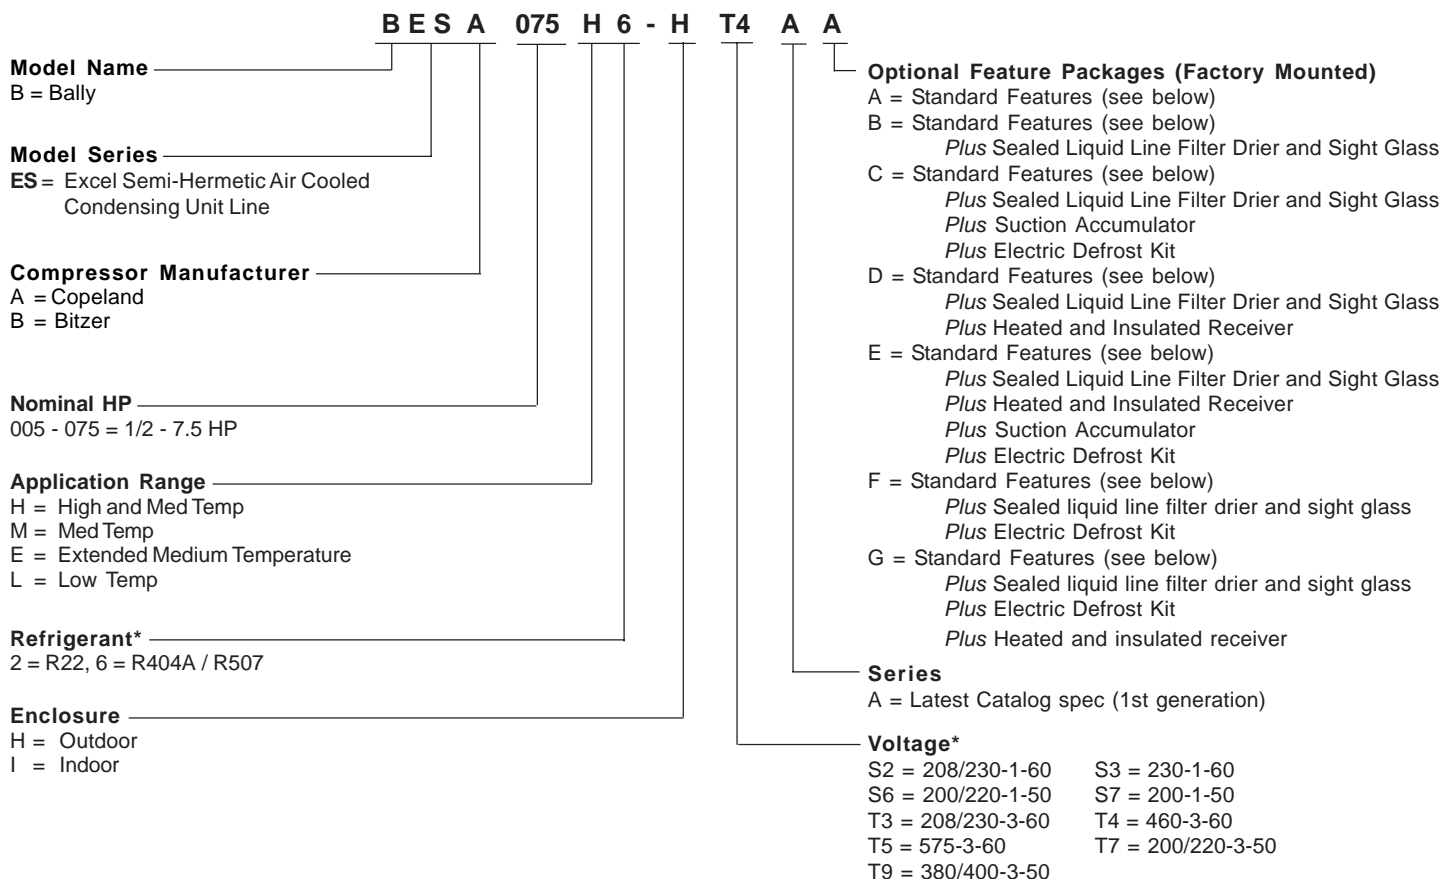 B E S A 075 H 6 - H T4 A A
Model Name
B = Bally
Model Series
ES = Excel Semi-Hermetic Air Cooled
Condensing Unit Line
Compressor Manufacturer
A = Copeland
B = Bitzer
Nominal HP
005 - 075 = 1/2 - 7.5 HP
Application Range
H = High and Med Temp
M = Med Temp
E = Extended Medium Temperature
L = Low Temp
Refrigerant*
2 = R22, 6 = R404A / R507
Enclosure
H = Outdoor
I = Indoor
Optional Feature Packages (Factory Mounted)
A = Standard Features (see below)
B = Standard Features (see below)
Plus Sealed Liquid Line Filter Drier and Sight Glass
C = Standard Features (see below)
Plus Sealed Liquid Line Filter Drier and Sight Glass
Plus Suction Accumulator
Plus Electric Defrost Kit
D = Standard Features (see below)
Plus Sealed Liquid Line Filter Drier and Sight Glass
Plus Heated and Insulated Receiver
E = Standard Features (see below)
Plus Sealed Liquid Line Filter Drier and Sight Glass
Plus Heated and Insulated Receiver
Plus Suction Accumulator
Plus Electric Defrost Kit
F = Standard Features (see below)
Plus Sealed liquid line filter drier and sight glass
Plus Electric Defrost Kit
G = Standard Features (see below)
Plus Sealed liquid line filter drier and sight glass
Plus Electric Defrost Kit
Plus Heated and insulated receiver
Series
A = Latest Catalog spec (1st generation)
Voltage*
S2 = 208/230-1-60 S3 = 230-1-60
S6 = 200/220-1-50 S7 = 200-1-50
T3 = 208/230-3-60 T4 = 460-3-60
T5 = 575-3-60 T7 = 200/220-3-50
T9 = 380/400-3-50